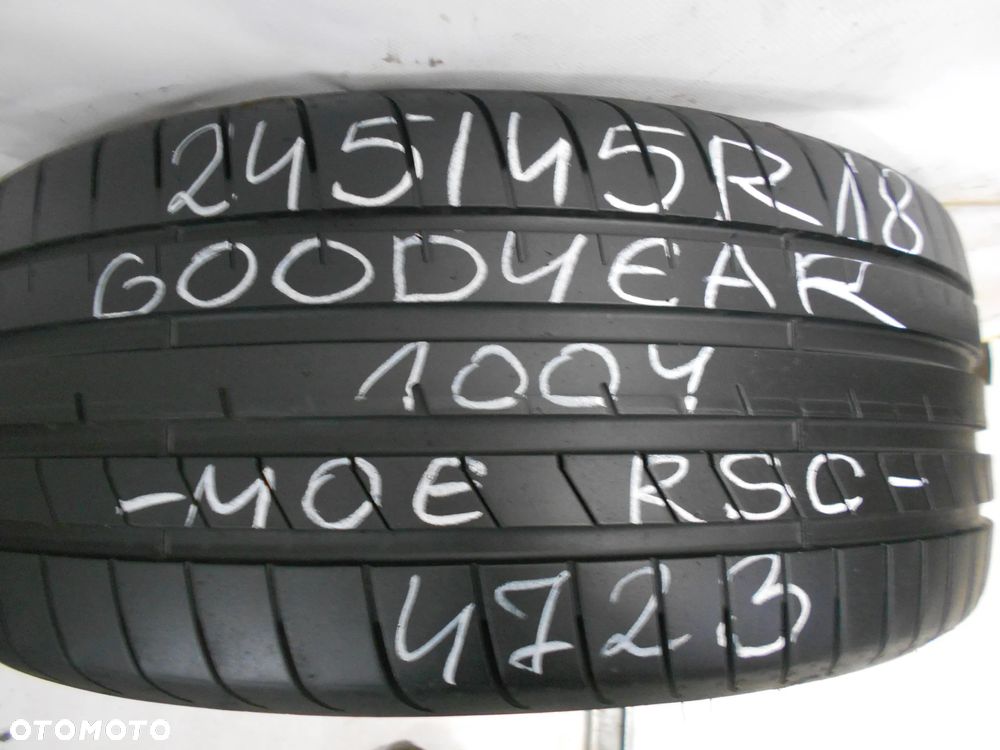 245/45R18
GOODYEAR
100Y
-MOE RSC-
4723
OTOMOTO